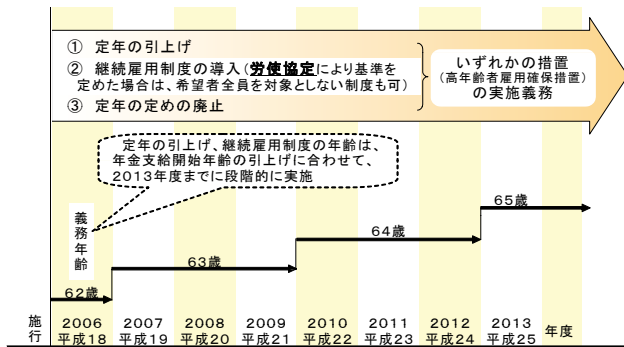 ① 定年の引上げ
② 継続雇用制度の導入(労使協定により基準を
定めた場合は、希望者全員を対象としない制度も可)
③ 定年の定めの廃止
いずれかの措置
(高年齢者雇用確保措置)
の実施義務
定年の引上げ、継続雇用制度の年齢は、
年金支給開始年齢の引上げに合わせて、
2013年度までに段階的に実施
義務年齢
62歳
63歳
64歳
65歳
施行
2006 2007 2008 2009 2010 2011 2012 2013 年度
平成18 平成19 平成20 平成21 平成22 平成23 平成24 平成25